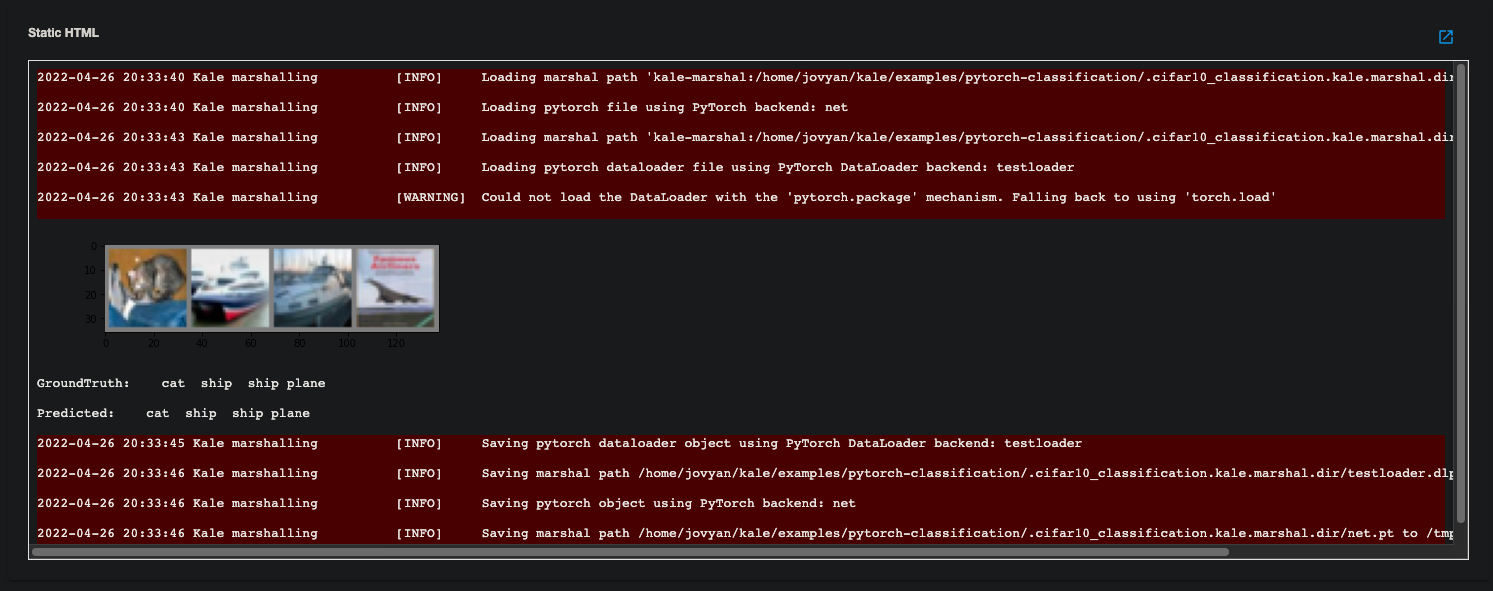 Static HTML
2022-04-26 20:33:40 Kale marshalling [INFO] Loading marshal path 'kale-marshal:/home/jovyan/kale/examples/pytorch-classification/.cifar10_classification.kale.marshal.dir
2022-04-26 20:33:40 Kale marshalling [INFO] Loading pytorch file using PyTorch backend: net
2022-04-26 20:33:43 Kale marshalling [INFO] Loading marshal path 'kale-marshal:/home/jovyan/kale/examples/pytorch-classification/.cifar10_classification.kale.marshal.dir
2022-04-26 20:33:43 Kale marshalling [INFO] Loading pytorch dataloader file using PyTorch DataLoader backend: testloader
2022-04-26 20:33:43 Kale marshalling [WARNING] Could not load the DataLoader with the 'pytorch.package' mechanism. Falling back to using 'torch.load'
0
10
20
30
Famous
Airliners
0 20 40 60 80 100 120
GroundTruth: cat ship ship plane
Predicted: cat ship ship plane
2022-04-26 20:33:45 Kale marshalling [INFO] Saving pytorch dataloader object using PyTorch DataLoader backend: testloader
2022-04-26 20:33:46 Kale marshalling [INFO] Saving marshal path /home/jovyan/kale/examples/pytorch-classification/.cifar10_classification.kale.marshal.dir/testloader.dlp
2022-04-26 20:33:46 Kale marshalling [INFO] Saving pytorch object using PyTorch backend: net
2022-04-26 20:33:46 Kale marshalling [INFO] Saving marshal path /home/jovyan/kale/examples/pytorch-classification/.cifar10_classification.kale.marshal.dir/net.pt to /tmp